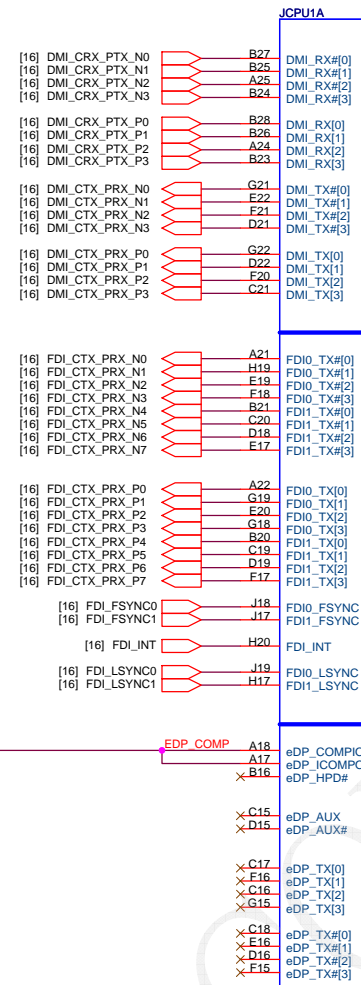 JCPU1A
[16] DMI_CRX_PTX_N0 B27 DMI_RX#[0]
[16] DMI_CRX_PTX_N1 B25 DMI_RX#[1]
[16] DMI_CRX_PTX_N2 A25 DMI_RX#[2]
[16] DMI_CRX_PTX_N3 B24 DMI_RX#[3]
[16] DMI_CRX_PTX_P0 B28 DMI_RX[0]
[16] DMI_CRX_PTX_P1 B26 DMI_RX[1]
[16] DMI_CRX_PTX_P2 A24 DMI_RX[2]
[16] DMI_CRX_PTX_P3 B23 DMI_RX[3]
[16] DMI_CTX_PRX_N0 G21 DMI_TX#[0]
[16] DMI_CTX_PRX_N1 E22 DMI_TX#[1]
[16] DMI_CTX_PRX_N2 F21 DMI_TX#[2]
[16] DMI_CTX_PRX_N3 D21 DMI_TX#[3]
[16] DMI_CTX_PRX_P0 G22 DMI_TX[0]
[16] DMI_CTX_PRX_P1 D22 DMI_TX[1]
[16] DMI_CTX_PRX_P2 F20 DMI_TX[2]
[16] DMI_CTX_PRX_P3 C21 DMI_TX[3]
[16] FDI_CTX_PRX_N0 A21 FDI0_TX#[0]
[16] FDI_CTX_PRX_N1 H19 FDI0_TX#[1]
[16] FDI_CTX_PRX_N2 E19 FDI0_TX#[2]
[16] FDI_CTX_PRX_N3 F18 FDI0_TX#[3]
[16] FDI_CTX_PRX_N4 B21 FDI1_TX#[0]
[16] FDI_CTX_PRX_N5 C20 FDI1_TX#[1]
[16] FDI_CTX_PRX_N6 D18 FDI1_TX#[2]
[16] FDI_CTX_PRX_N7 E17 FDI1_TX#[3]
[16] FDI_CTX_PRX_P0 A22 FDI0_TX[0]
[16] FDI_CTX_PRX_P1 G19 FDI0_TX[1]
[16] FDI_CTX_PRX_P2 E20 FDI0_TX[2]
[16] FDI_CTX_PRX_P3 G18 FDI0_TX[3]
[16] FDI_CTX_PRX_P4 B20 FDI1_TX[0]
[16] FDI_CTX_PRX_P5 C19 FDI1_TX[1]
[16] FDI_CTX_PRX_P6 D19 FDI1_TX[2]
[16] FDI_CTX_PRX_P7 F17 FDI1_TX[3]
[16] FDI_FSYNC0 J18 FDI0_FSYNC
[16] FDI_FSYNC1 J17 FDI1_FSYNC
[16] FDI_INT H20 FDI_INT
[16] FDI_LSYNC0 J19 FDI0_LSYNC
[16] FDI_LSYNC1 H17 FDI1_LSYNC
EDP_COMP A18 eDP_COMPIO
A17 eDP_ICOMPO
B16 eDP_HPD#
C15 eDP_AUX
D15 eDP_AUX#
C17 eDP_TX[0]
F16 eDP_TX[1]
C16 eDP_TX[2]
G15 eDP_TX[3]
C18 eDP_TX#[0]
E16 eDP_TX#[1]
D16 eDP_TX#[2]
F15 eDP_TX#[3]